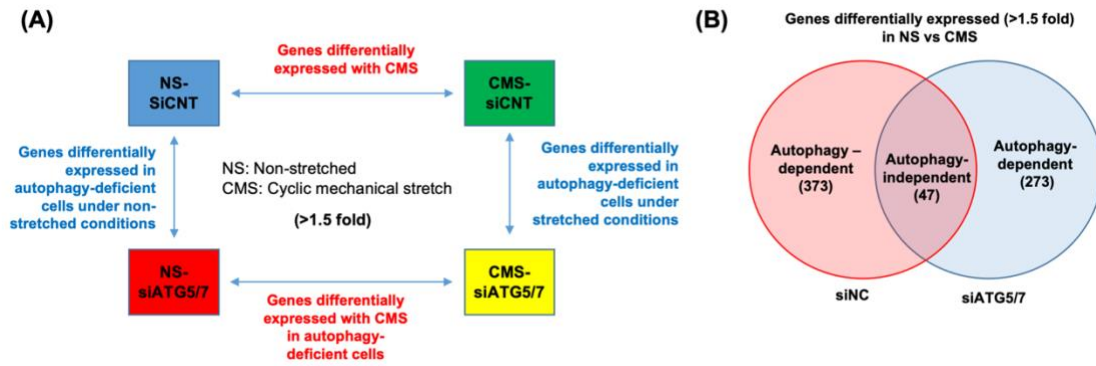 (A)
Genes differentially
expressed with CMS
NS-
SiCNT
CMS-
siCNT
Genes differentially
expressed in
autophagy-deficient
cells under non-
stretched conditions
NS: Non-stretched
CMS: Cyclic mechanical stretch
(>1.5 fold)
Genes differentially
expressed in
autophagy-deficient
cells under
stretched conditions
NS-
siATG5/7
CMS-
siATG5/7
Genes differentially
expressed with CMS
in autophagy-
deficient cells
(B)
Genes differentially expressed (>1.5 fold)
in NS vs CMS
Autophagy –
dependent
(373)
Autophagy-
independent
(47)
Autophagy-
dependent
(273)
siNC
siATG5/7